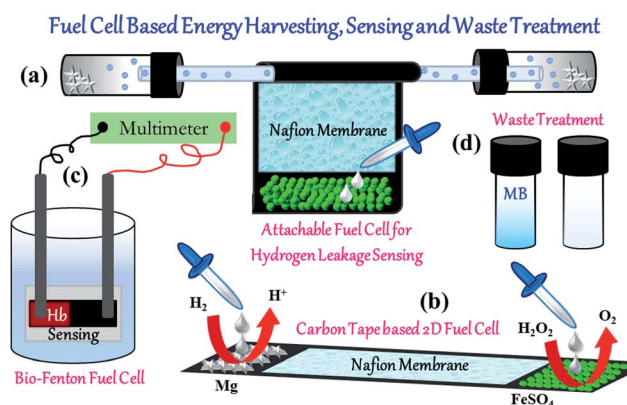 Fuel Cell Based Energy Harvesting, Sensing and Waste Treatment
(a)
Nafion Membrane
Attachable Fuel Cell for
Hydrogen Leakage Sensing
Multimeter
(c)
Hb
Sensing
Bio-Fenton Fuel Cell
Waste Treatment
(d)
MB
(b)
Carbon Tape based 2D Fuel Cell
H₂
H⁺
Mg
Nafion Membrane
H₂O₂
O₂
FeSO₄